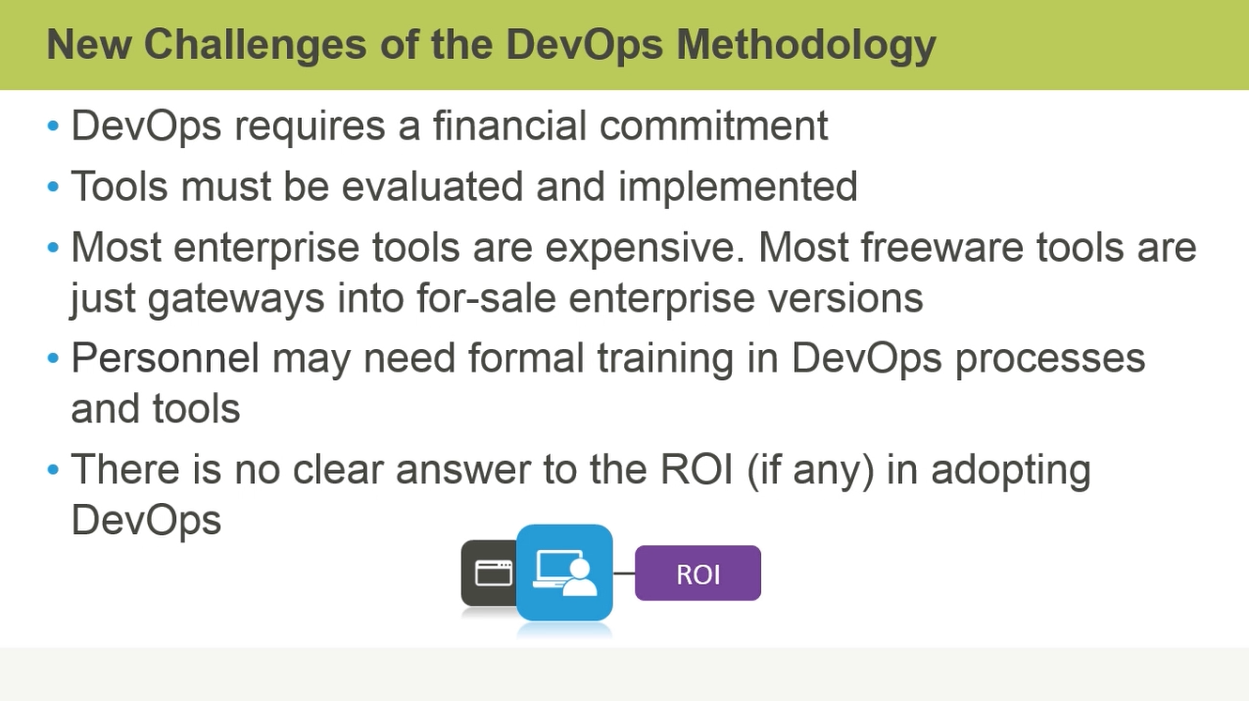 New Challenges of the DevOps Methodology
• DevOps requires a financial commitment
• Tools must be evaluated and implemented
• Most enterprise tools are expensive. Most freeware tools are
just gateways into for-sale enterprise versions
• Personnel may need formal training in DevOps processes
and tools
• There is no clear answer to the ROI (if any) in adopting
DevOps
ROI